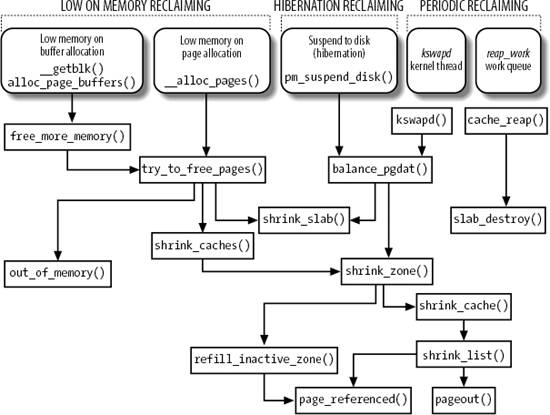 LOW ON MEMORY RECLAIMING
HIBERNATION RECLAIMING
PERIODIC RECLAIMING
Low memory on
buffer allocation
__getblk()
alloc_page_buffers()
Low memory on
page allocation
__alloc_pages()
Suspend to disk
(hibernation)
pm_suspend_disk()
kswapd
kernel thread
reap_work
work queue
free_more_memory()
kswapd()
cache_reap()
try_to_free_pages()
balance_pgdat()
shrink_slab()
slab_destroy()
shrink_caches()
out_of_memory()
shrink_zone()
shrink_cache()
refill_inactive_zone()
shrink_list()
page_referenced()
pageout()